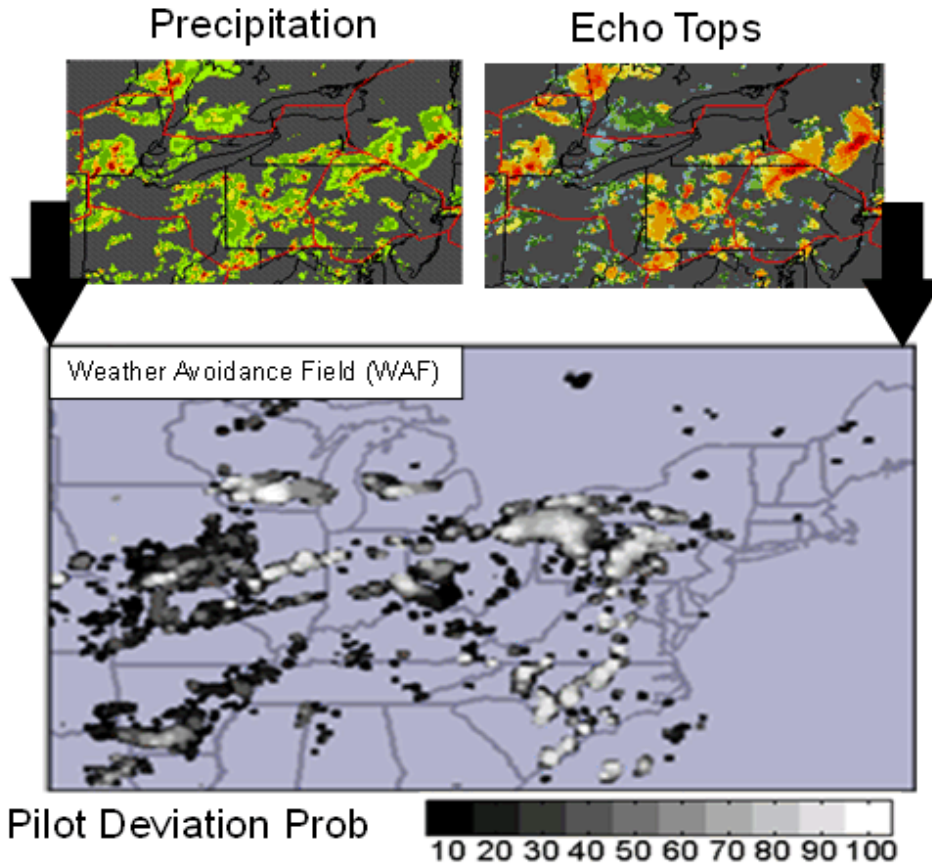 Precipitation
Echo Tops
Weather Avoidance Field (WAF)
Pilot Deviation Prob
10 20 30 40 50 60 70 80 90 100